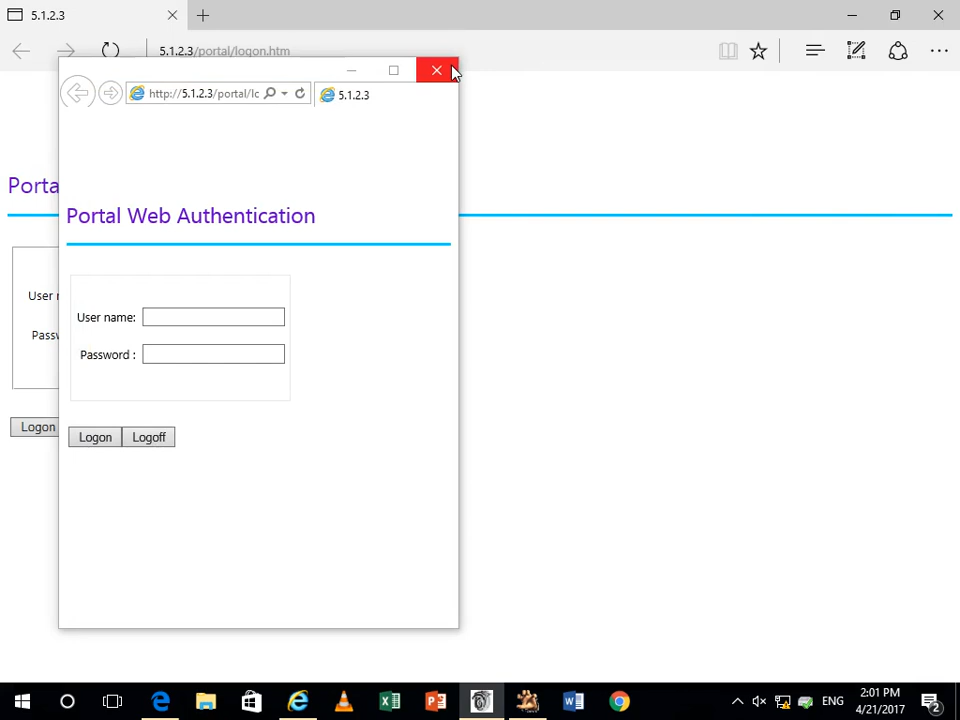 5.1.2.3
5.1.2.3/portal/logon.htm
http://5.1.2.3/portal/lc
5.1.2.3
Porta
Portal Web Authentication
User n
User name:
Passw
Password :
Logon
Logon Logoff
ENG
2:01 PM
4/21/2017
2